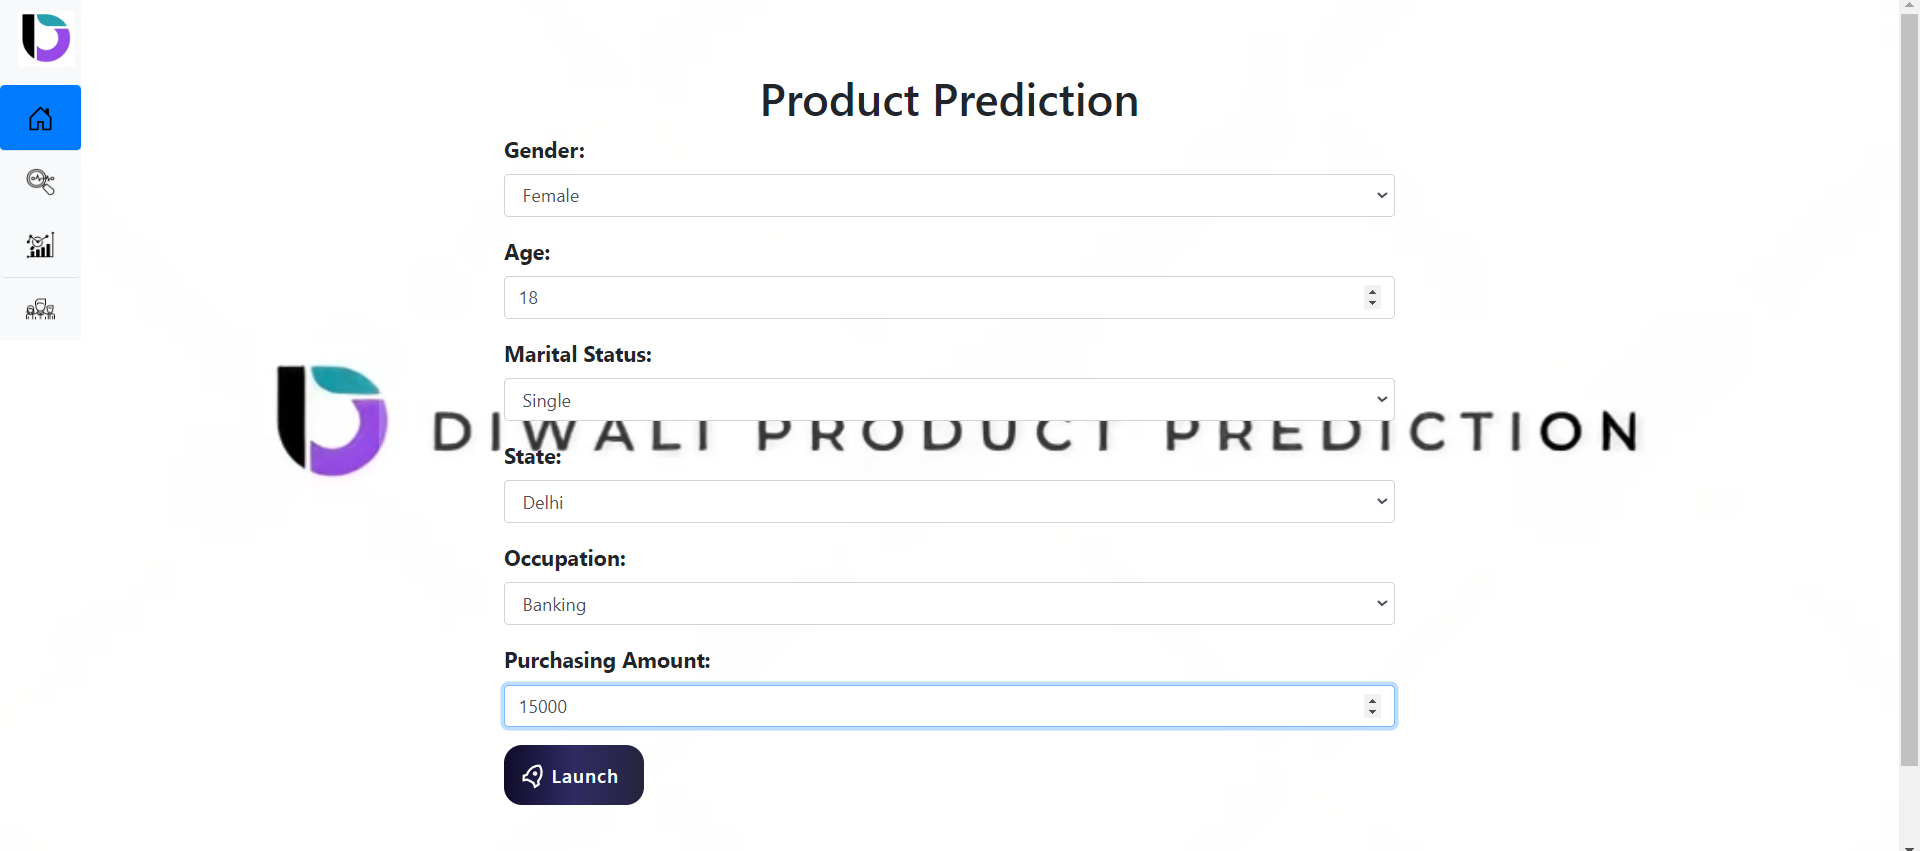 Product Prediction
Gender:
Female
Age:
18
Marital Status:
Single
DIWALI PRODUCT PREDICTION
State:
Delhi
Occupation:
Banking
Purchasing Amount:
15000
Launch